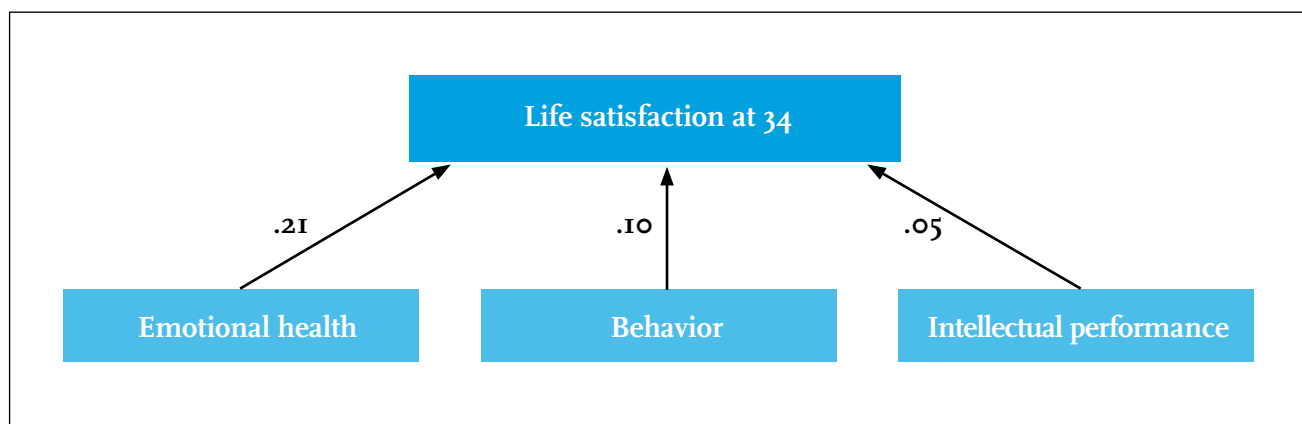 Life satisfaction at 34
.21
.10
.05
Emotional health
Behavior
Intellectual performance